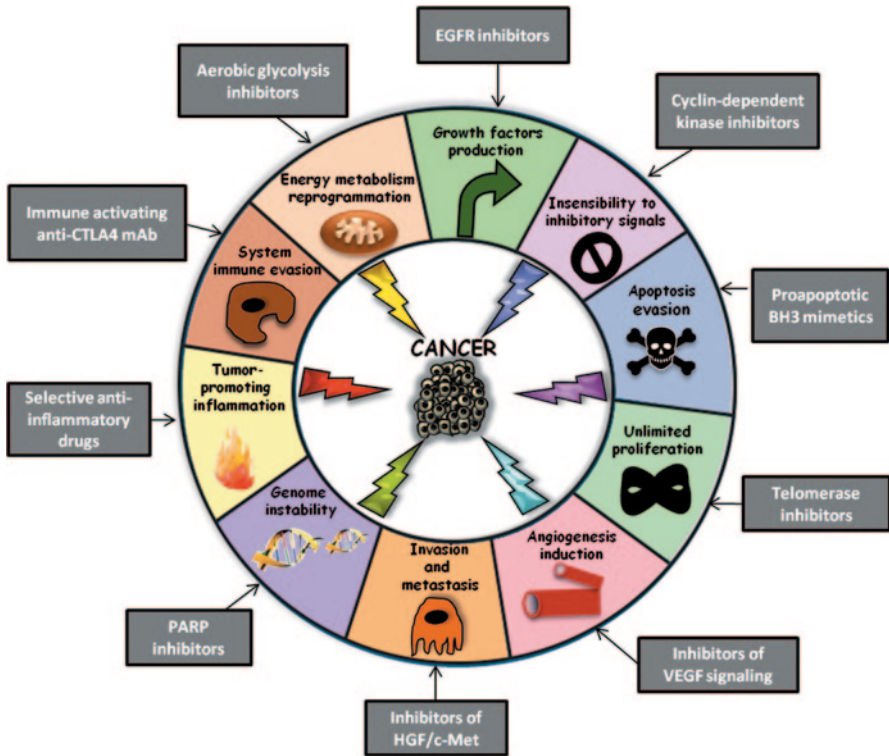 EGFR inhibitors
Aerobic glycolysis
inhibitors
Cyclin-dependent
kinase inhibitors
Growth factors
production
Energy metabolism
reprogrammation
Insensibility to
inhibitory signals
Immune activating
anti-CTLA4 mAb
System
immune evasion
Apoptosis
evasion
Proapoptotic
BH3 mimetics
CANCER
Tumor-
promoting
inflammation
Selective anti-
inflammatory
drugs
Unlimited
proliferation
Telomerase
inhibitors
Genome
instability
Invasion
and
metastasis
Angiogenesis
induction
PARP
inhibitors
Inhibitors of
VEGF signaling
Inhibitors of
HGF/c-Met